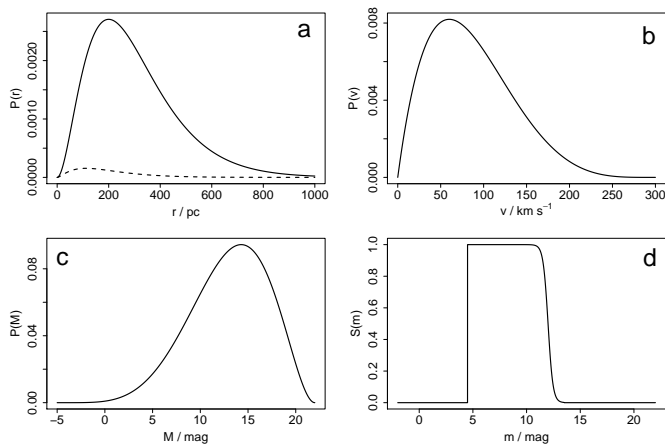 a
P(r)
0.0000 0.0010 0.0020
0 200 400 600 800 1000
r / pc
b
P(v)
0.000 0.004 0.008
0 50 100 150 200 250 300
v / km s⁻¹
c
P(M)
0.00 0.04 0.08
−5 0 5 10 15 20
M / mag
d
S(m)
0.0 0.2 0.4 0.6 0.8 1.0
0 5 10 15 20
m / mag